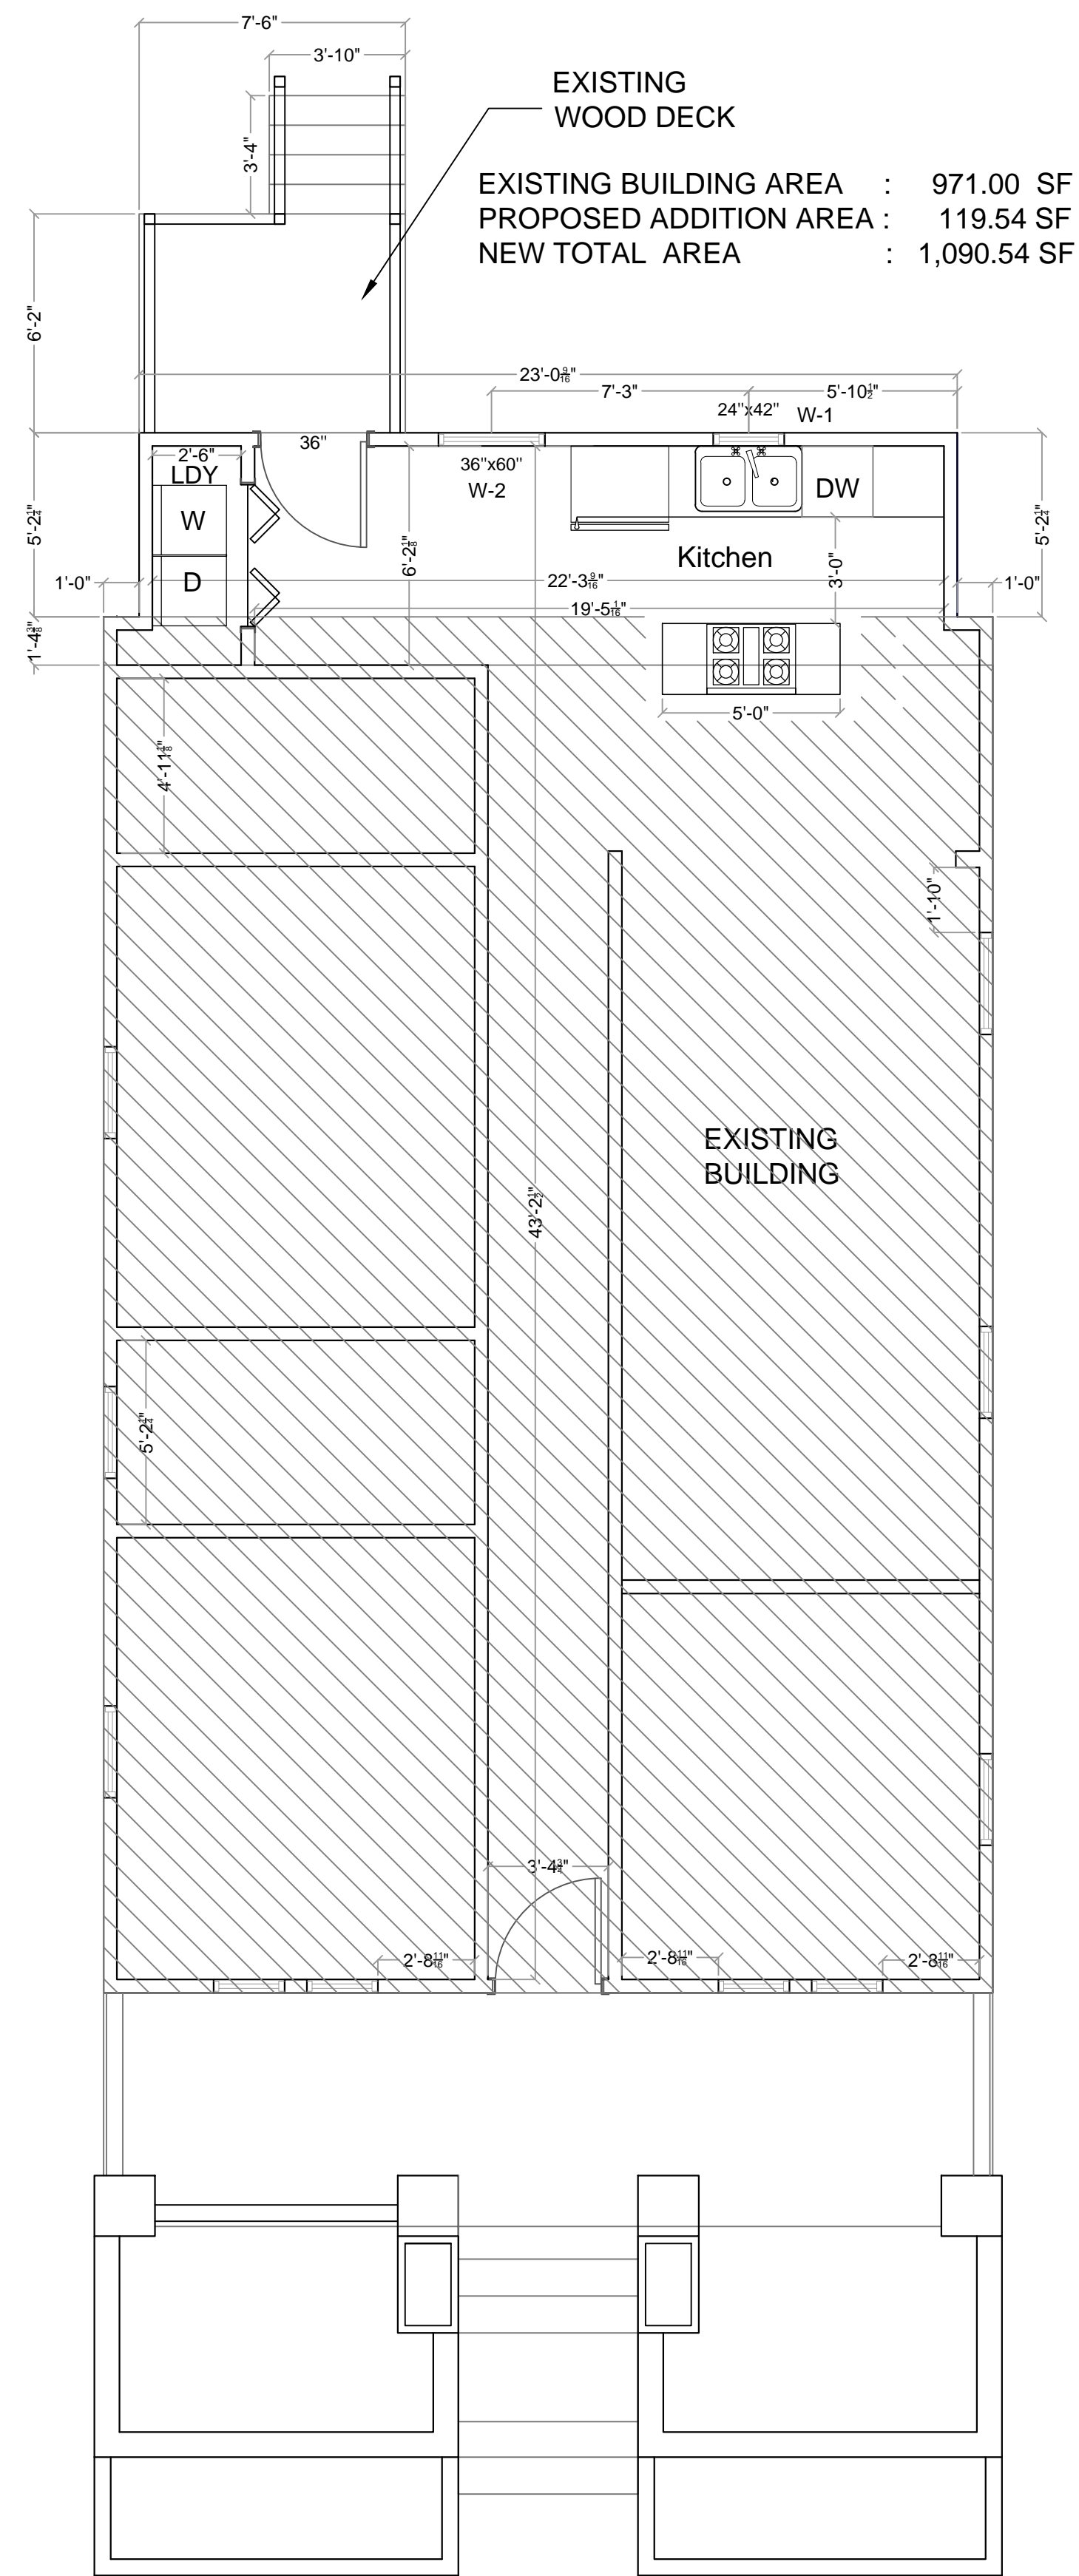 7'-6"
3'-10"
EXISTING
WOOD DECK
3'-4"
EXISTING BUILDING AREA : 971.00 SF
PROPOSED ADDITION AREA : 119.54 SF
NEW TOTAL AREA : 1,090.54 SF
6'-2"
23'-0 9/16"
7'-3"
5'-10 1/2"
24"x42"
W-1
36"
2'-6"
LDY
36"x60"
W-2
DW
W
5'-2 1/4"
5'-2 1/4"
6'-2 1/8"
Kitchen
3'-0"
D
1'-0"
22'-3 9/16"
1'-0"
19'-5 1/16"
1'-4 3/8"
5'-0"
4'-11 1/8"
1'-10"
EXISTING
BUILDING
43'-2 1/2"
5'-2 1/4"
3'-4 3/4"
2'-8 11/16"
2'-8 11/16"
2'-8 11/16"